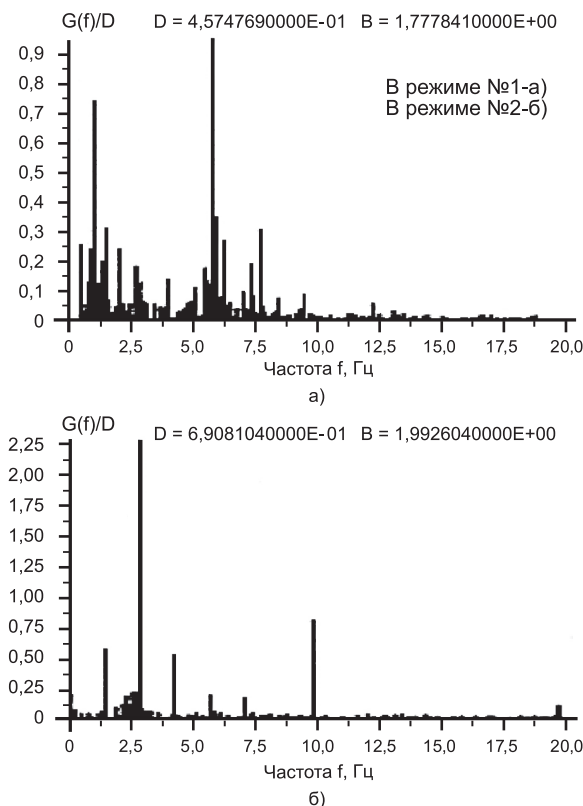 G(f)/D D = 4,5747690000E-01 B = 1,7778410000E+00
0,9
В режиме №1-а)
0,8
В режиме №2-б)
0,7
0,6
0,5
0,4
0,3
0,2
0,1
0
0 2,5 5,0 7,5 10,0 12,5 15,0 17,5 20,0
Частота f, Гц
а)
G(f)/D D = 6,9081040000E-01 B = 1,9926040000E+00
2,25
2,00
1,75
1,50
1,25
1,00
0,75
0,50
0,25
0
0 2,5 5,0 7,5 10,0 12,5 15,0 17,5 20,0
Частота f, Гц
б)